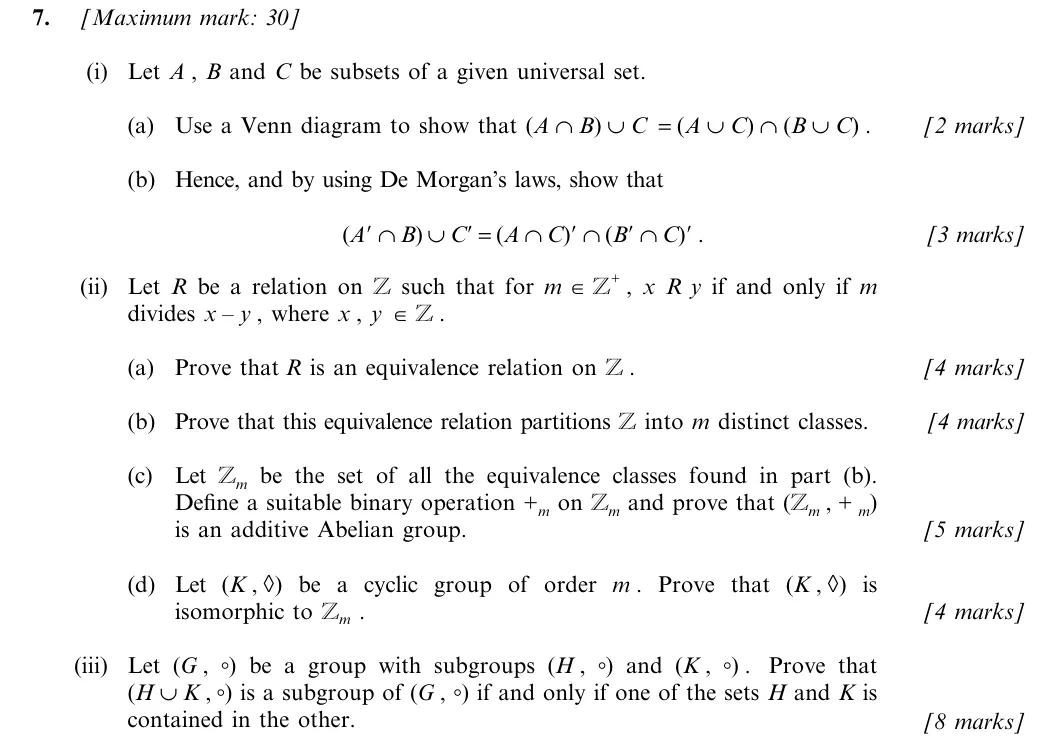 7. [Maximum mark: 30]
(i) Let A , B and C be subsets of a given universal set.
(a) Use a Venn diagram to show that (A ∩ B) ∪ C = (A ∪ C) ∩ (B ∪ C) . [2 marks]
(b) Hence, and by using De Morgan's laws, show that
(A′ ∩ B) ∪ C′ = (A ∩ C)′ ∩ (B′ ∩ C)′ . [3 marks]
(ii) Let R be a relation on ℤ such that for m ∈ ℤ⁺ , x R y if and only if m
divides x – y , where x , y ∈ ℤ .
(a) Prove that R is an equivalence relation on ℤ . [4 marks]
(b) Prove that this equivalence relation partitions ℤ into m distinct classes. [4 marks]
(c) Let ℤₘ be the set of all the equivalence classes found in part (b).
Define a suitable binary operation +ₘ on ℤₘ and prove that (ℤₘ , +ₘ)
is an additive Abelian group. [5 marks]
(d) Let (K , ◊) be a cyclic group of order m . Prove that (K , ◊) is
isomorphic to ℤₘ . [4 marks]
(iii) Let (G , ∘) be a group with subgroups (H , ∘) and (K , ∘) . Prove that
(H ∪ K , ∘) is a subgroup of (G , ∘) if and only if one of the sets H and K is
contained in the other. [8 marks]